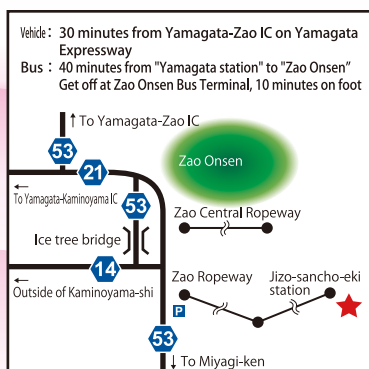 Vehicle : 30 minutes from Yamagata-Zao IC on Yamagata
Expressway
Bus : 40 minutes from "Yamagata station" to "Zao Onsen"
Get off at Zao Onsen Bus Terminal, 10 minutes on foot
↑ To Yamagata-Zao IC
53
Zao Onsen
21
←
To Yamagata-Kaminoyama IC
53
Zao Central Ropeway
Ice tree bridge
14
←
Outside of Kaminoyama-shi
Zao Ropeway
Jizo-sancho-eki
station
P
53
↓ To Miyagi-ken